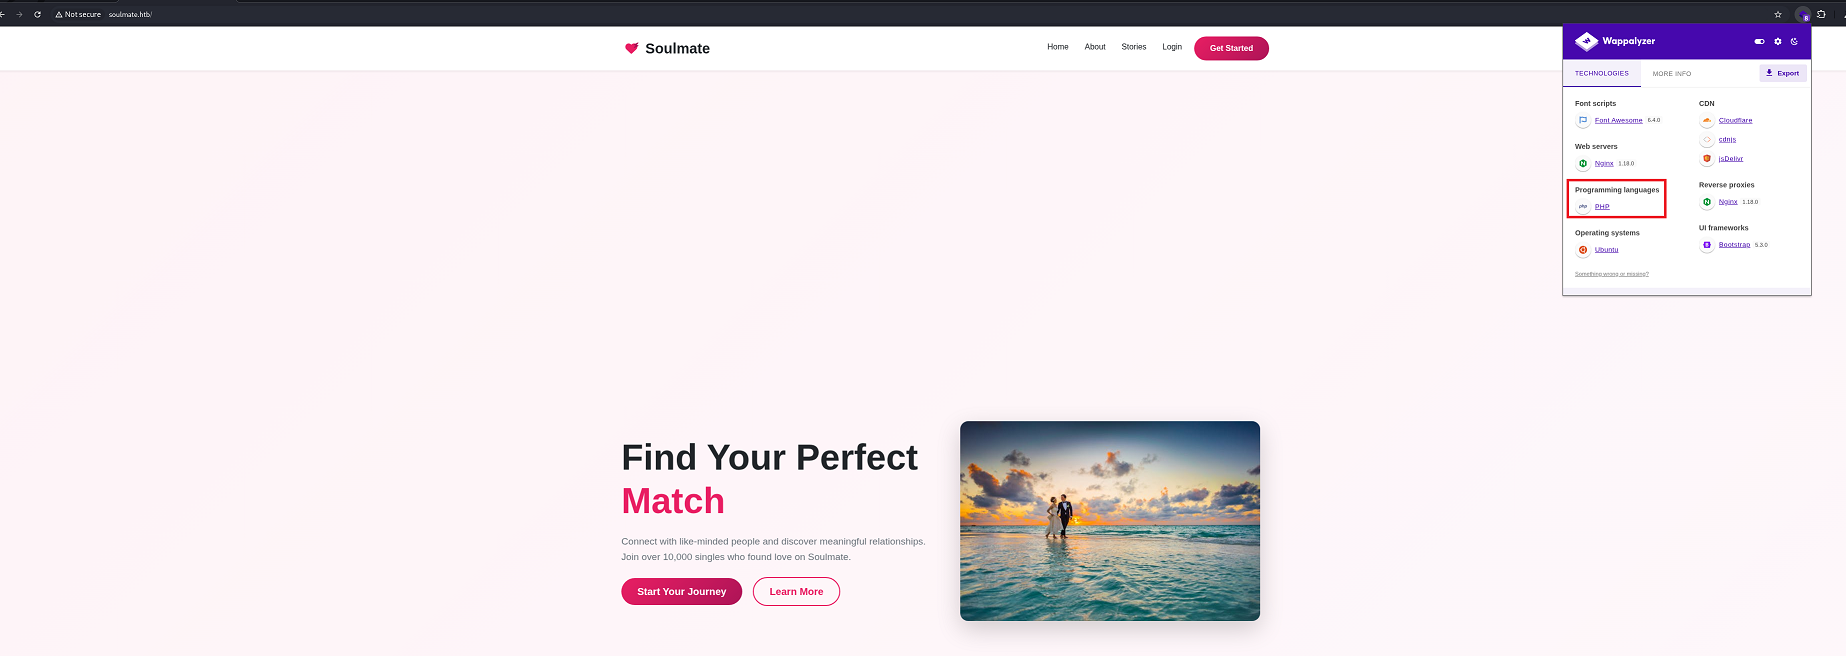 Not secure soulmate.htb/
Soulmate
Home About Stories Login Get Started
Find Your Perfect
Match
Connect with like-minded people and discover meaningful relationships.
Join over 10,000 singles who found love on Soulmate.
Start Your Journey Learn More
Wappalyzer
TECHNOLOGIES MORE INFO Export
Font scripts
Font Awesome 6.4.0
Web servers
Nginx 1.18.0
Programming languages
php PHP
Operating systems
Ubuntu
Something wrong or missing?
CDN
Cloudflare
cdnjs
jsDelivr
Reverse proxies
Nginx 1.18.0
UI frameworks
Bootstrap 5.3.0